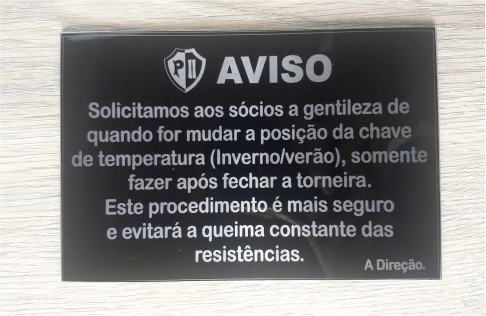 PII AVISO
Solicitamos aos sócios a gentileza de
quando for mudar a posição da chave
de temperatura (Inverno/verão), somente
fazer após fechar a torneira.
Este procedimento é mais seguro
e evitará a queima constante das
resistências.
A Direção.